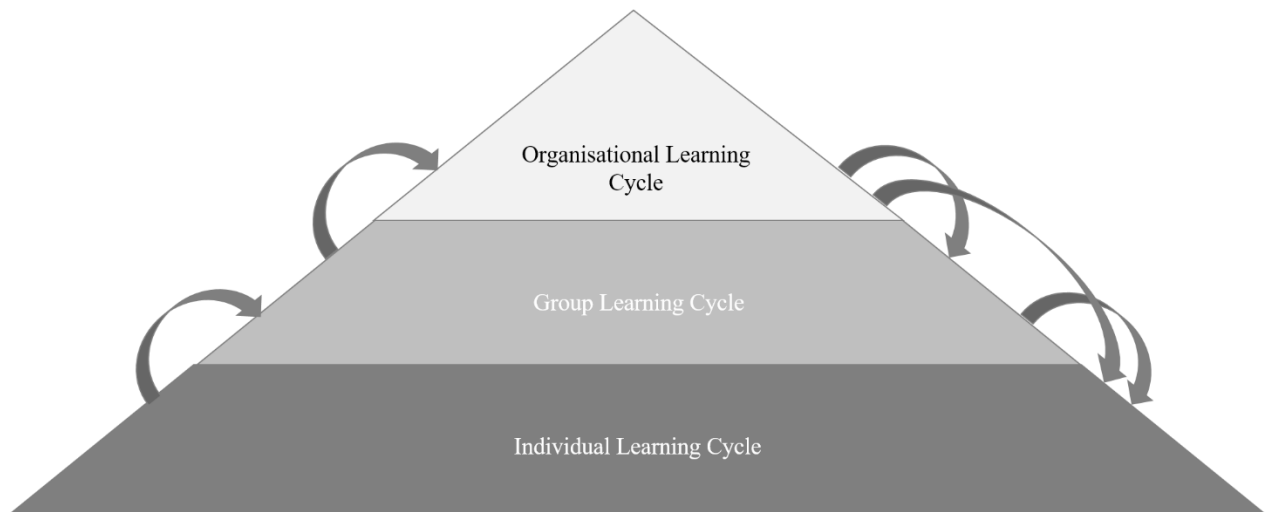 Organisational Learning
Cycle
Group Learning Cycle
Individual Learning Cycle